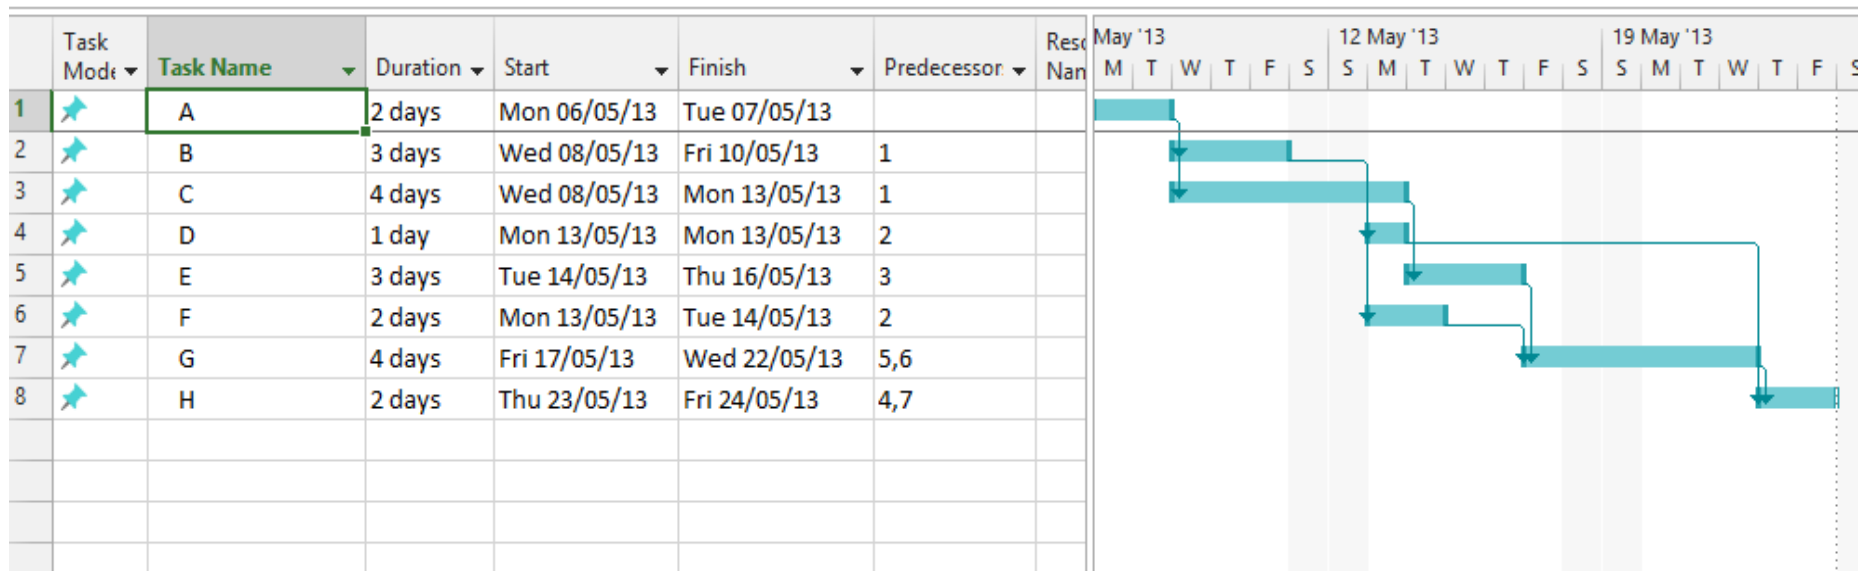 Task Mode Task Name Duration Start Finish Predecessor: Reso Nan
May '13 12 May '13 19 May '13
M T W T F S S M T W T F S S M T W T F S
1 A 2 days Mon 06/05/13 Tue 07/05/13
2 B 3 days Wed 08/05/13 Fri 10/05/13 1
3 C 4 days Wed 08/05/13 Mon 13/05/13 1
4 D 1 day Mon 13/05/13 Mon 13/05/13 2
5 E 3 days Tue 14/05/13 Thu 16/05/13 3
6 F 2 days Mon 13/05/13 Tue 14/05/13 2
7 G 4 days Fri 17/05/13 Wed 22/05/13 5,6
8 H 2 days Thu 23/05/13 Fri 24/05/13 4,7